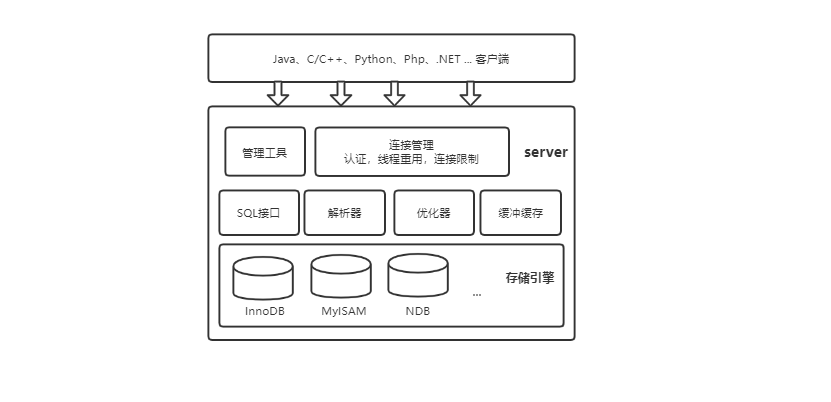 Java、C/C++、Python、Php、.NET ... 客户端
管理工具
连接管理
认证，线程重用，连接限制
server
SQL接口
解析器
优化器
缓冲缓存
存储引擎
...
InnoDB
MyISAM
NDB